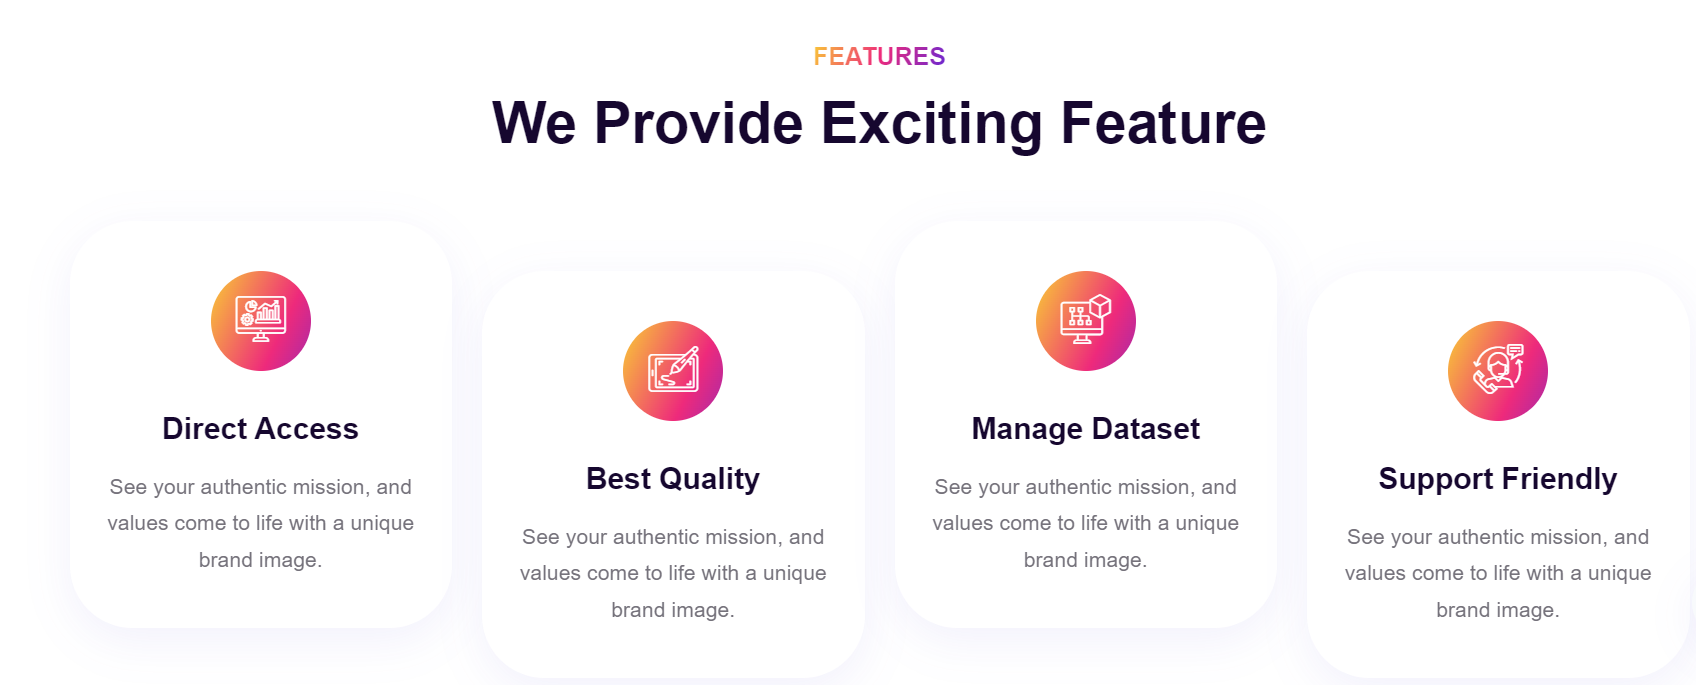 FEATURES
We Provide Exciting Feature
Direct Access
See your authentic mission, and
values come to life with a unique
brand image.
Best Quality
See your authentic mission, and
values come to life with a unique
brand image.
Manage Dataset
See your authentic mission, and
values come to life with a unique
brand image.
Support Friendly
See your authentic mission, and
values come to life with a unique
brand image.